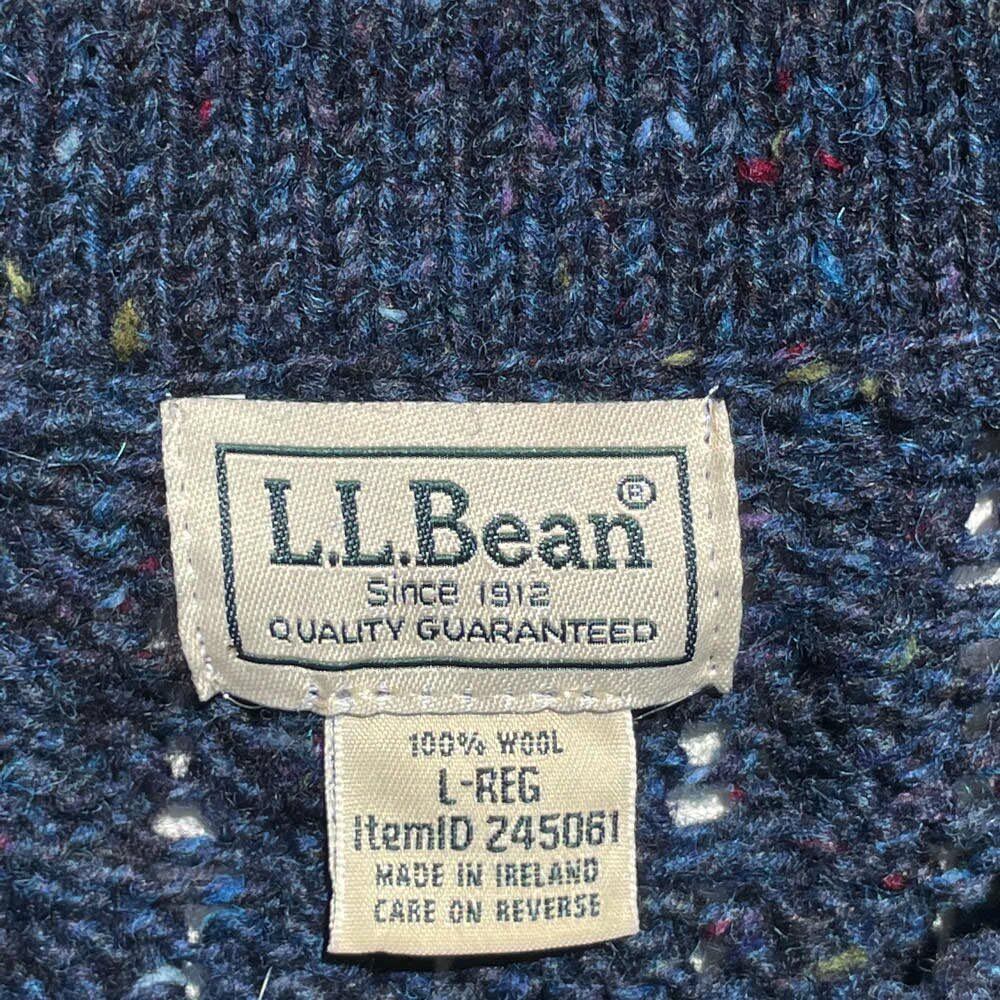 L.L.Bean®
Since 1912
QUALITY GUARANTEED
100% WOOL
L-REG
ItemID 245061
MADE IN IRELAND
CARE ON REVERSE